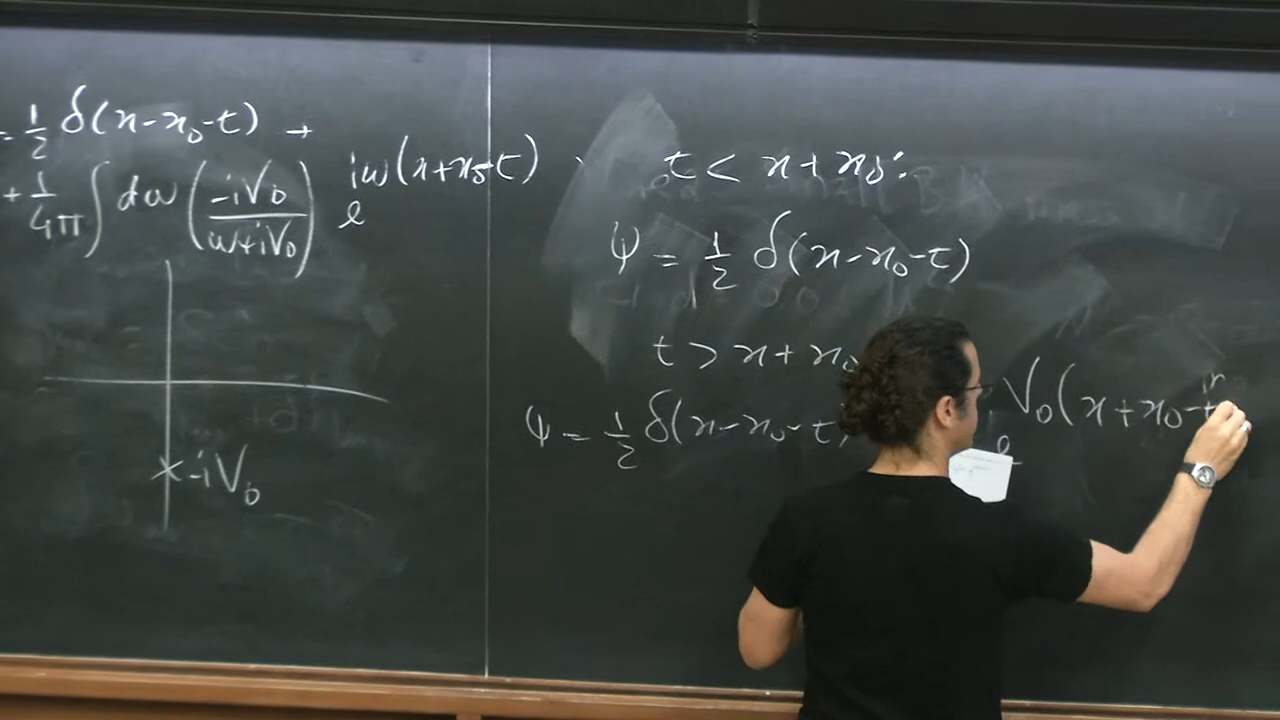 = 1/2 δ(x-x₀-t) +
+ 1/4π ∫ dω (-iV₀/ω+iV₀) e^iω(x+x₀-t)
-iV₀
t < x + x₀:
ψ = 1/2 δ(x-x₀-t)
t > x + x₀
ψ = 1/2 δ(x-x₀-t) e V₀(x+x₀-t